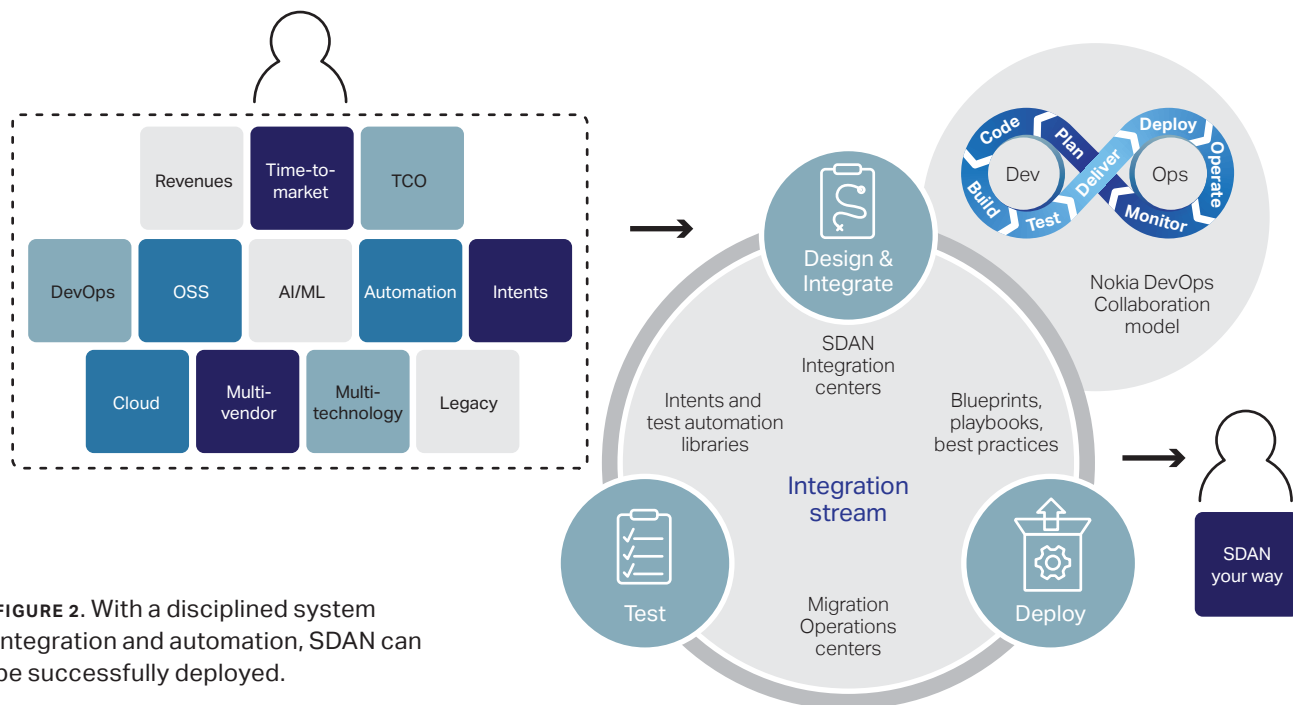 Revenues
Time-to-
market
TCO
DevOps
OSS
AI/ML
Automation
Intents
Cloud
Multi-
vendor
Multi-
technology
Legacy
Design &
Integrate
SDAN
Integration
centers
Intents and
test automation
libraries
Blueprints,
playbooks,
best practices
Integration
stream
Test
Migration
Operations
centers
Deploy
Code
Plan
Build
Test
Deliver
Deploy
Operate
Monitor
Dev
Ops
Nokia DevOps
Collaboration
model
SDAN
your way
FIGURE 2. With a disciplined system
integration and automation, SDAN can
be successfully deployed.